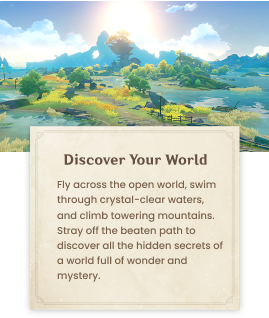 Discover Your World
Fly across the open world, swim
through crystal-clear waters,
and climb towering mountains.
Stray off the beaten path to
discover all the hidden secrets of
a world full of wonder and
mystery.